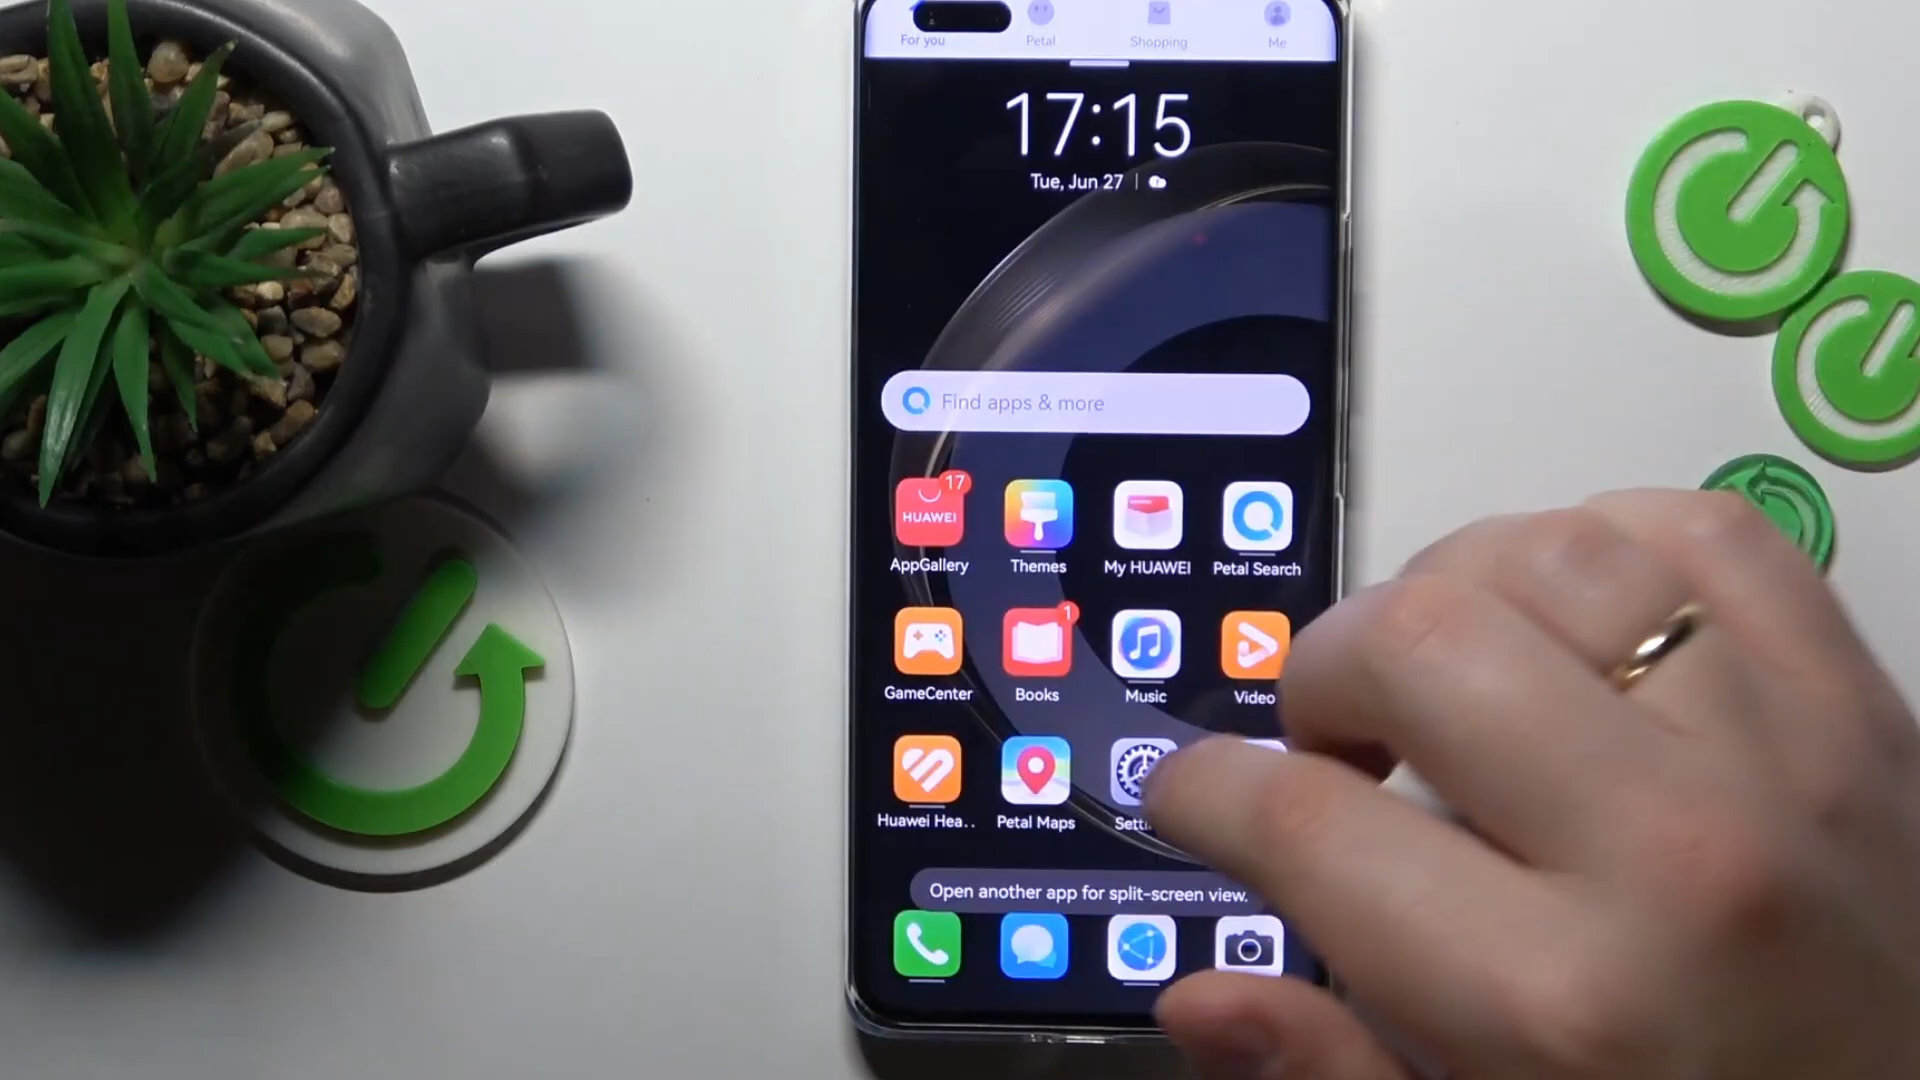 For you Petal Shopping Me
17:15
Tue, Jun 27
Find apps & more
17
HUAWEI
AppGallery Themes My HUAWEI Petal Search
1
GameCenter Books Music Video
Huawei Hea.. Petal Maps
Open another app for split-screen view.